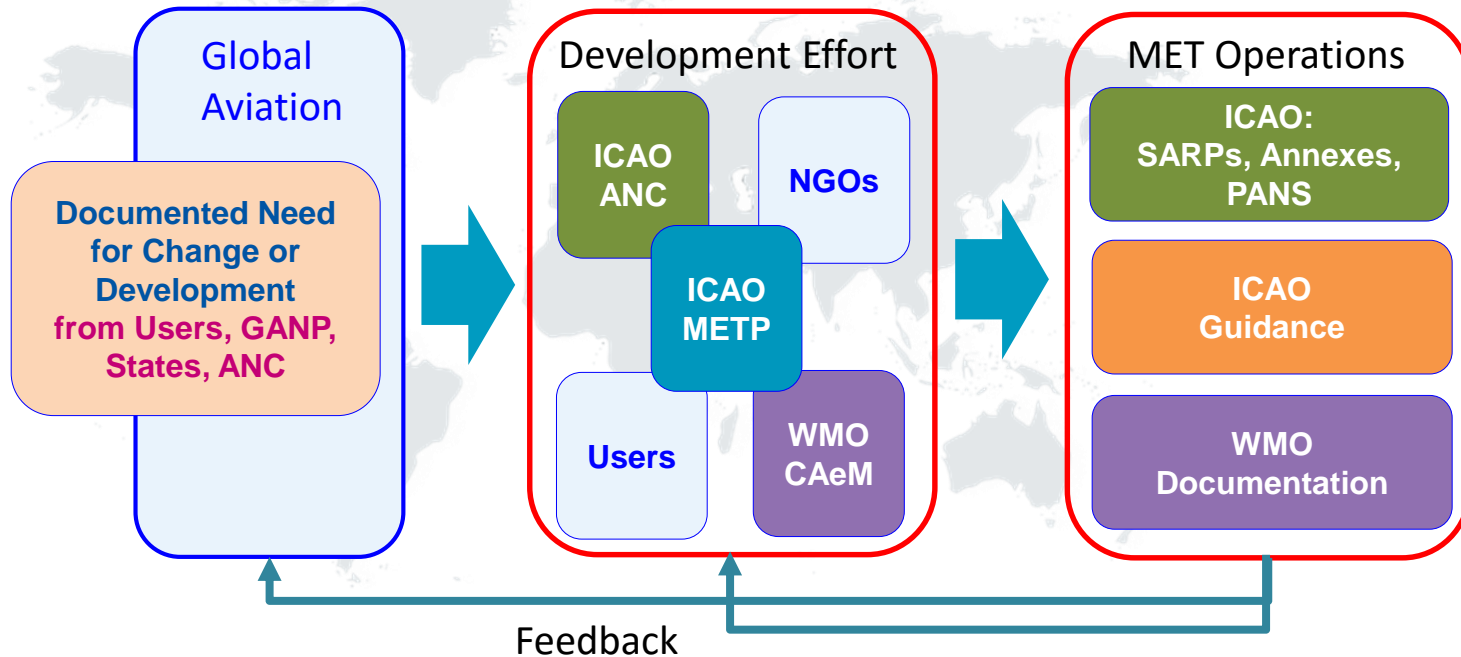 Global
Aviation
Documented Need
for Change or
Development
from Users, GANP,
States, ANC
Development Effort
ICAO
ANC
NGOs
ICAO
METP
Users
WMO
CAeM
MET Operations
ICAO:
SARPs, Annexes,
PANS
ICAO
Guidance
WMO
Documentation
Feedback